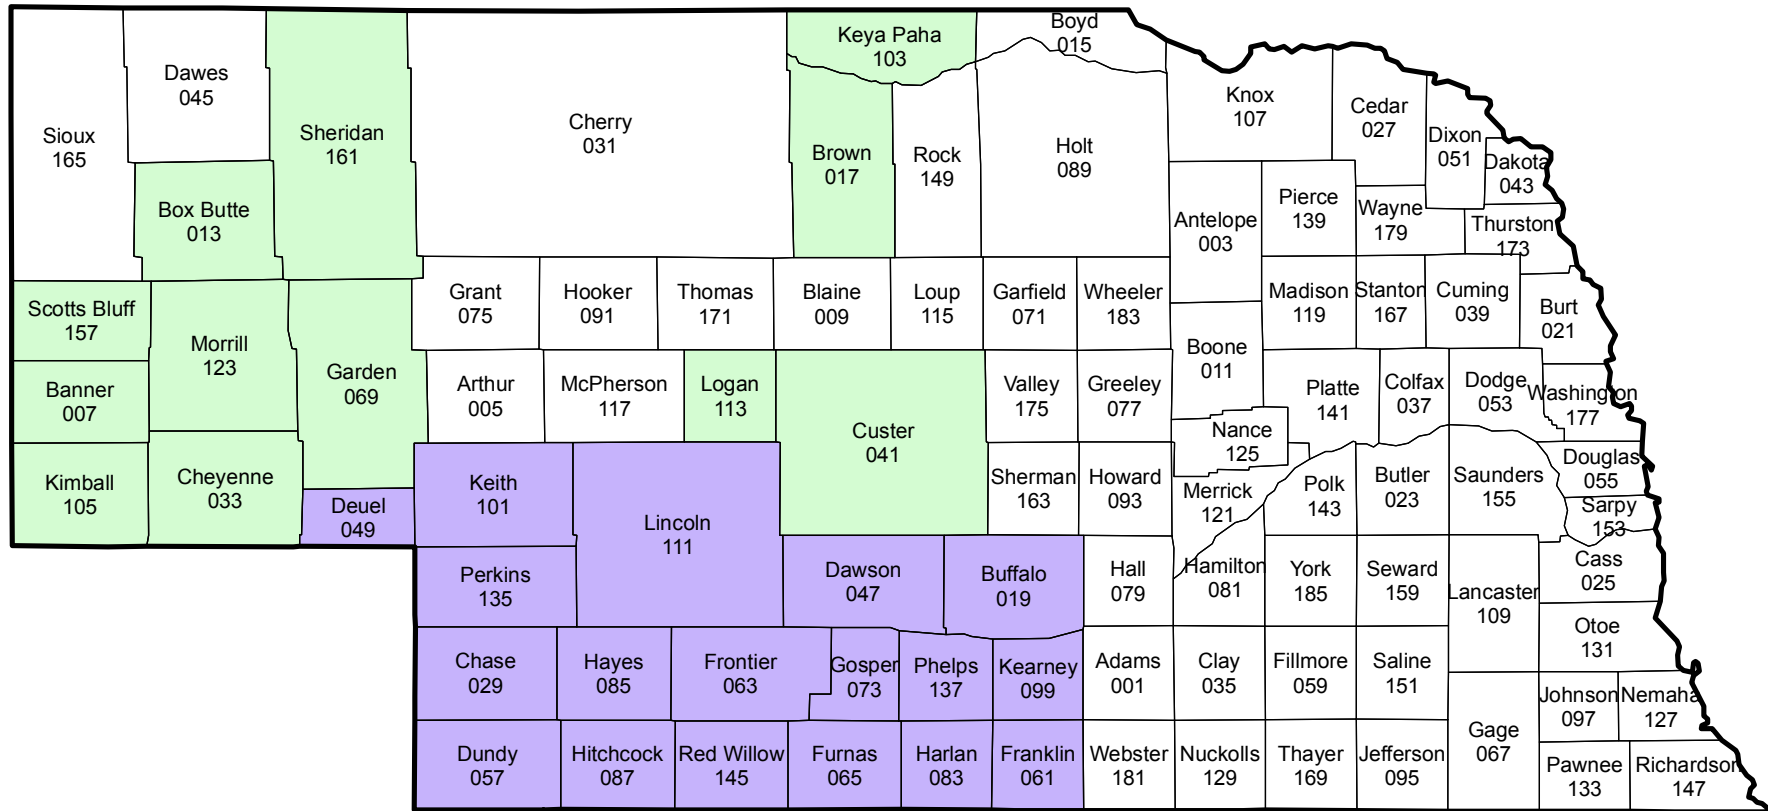 Boyd
015
Keya Paha
103
Dawes
045
Knox
107
Cedar
027
Sioux
165
Sheridan
161
Cherry
031
Brown
017
Rock
149
Holt
089
Dixon
051
Dakota
043
Box Butte
013
Antelope
003
Pierce
139
Wayne
179
Thurston
173
Scotts Bluff
157
Grant
075
Hooker
091
Thomas
171
Blaine
009
Loup
115
Garfield
071
Wheeler
183
Madison
119
Stanton
167
Cuming
039
Burt
021
Morrill
123
Boone
011
Banner
007
Garden
069
Arthur
005
McPherson
117
Logan
113
Valley
175
Greeley
077
Platte
141
Colfax
037
Dodge
053
Washington
177
Custer
041
Nance
125
Kimball
105
Cheyenne
033
Deuel
049
Keith
101
Lincoln
111
Sherman
163
Howard
093
Merrick
121
Polk
143
Butler
023
Saunders
155
Douglas
055
Sarpy
153
Perkins
135
Dawson
047
Buffalo
019
Hall
079
Hamilton
081
York
185
Seward
159
Lancaster
109
Cass
025
Otoe
131
Chase
029
Hayes
085
Frontier
063
Gosper
073
Phelps
137
Kearney
099
Adams
001
Clay
035
Fillmore
059
Saline
151
Johnson
097
Nemaha
127
Gage
067
Dundy
057
Hitchcock
087
Red Willow
145
Furnas
065
Harlan
083
Franklin
061
Webster
181
Nuckolls
129
Thayer
169
Jefferson
095
Pawnee
133
Richardson
147